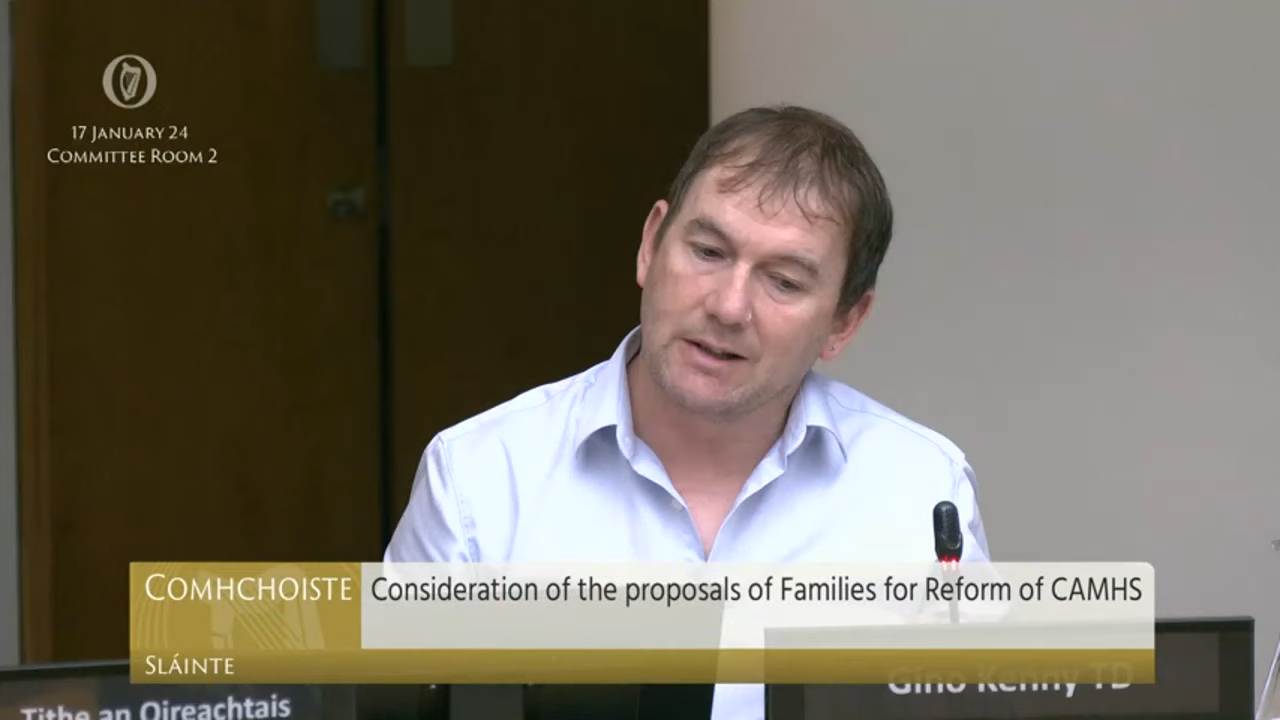 17 January 24
Committee Room 2
Comhchoiste
Consideration of the proposals of Families for Reform of CAMHS
Sláinte
Gino Kenny TD
Tithe an Oireachtais